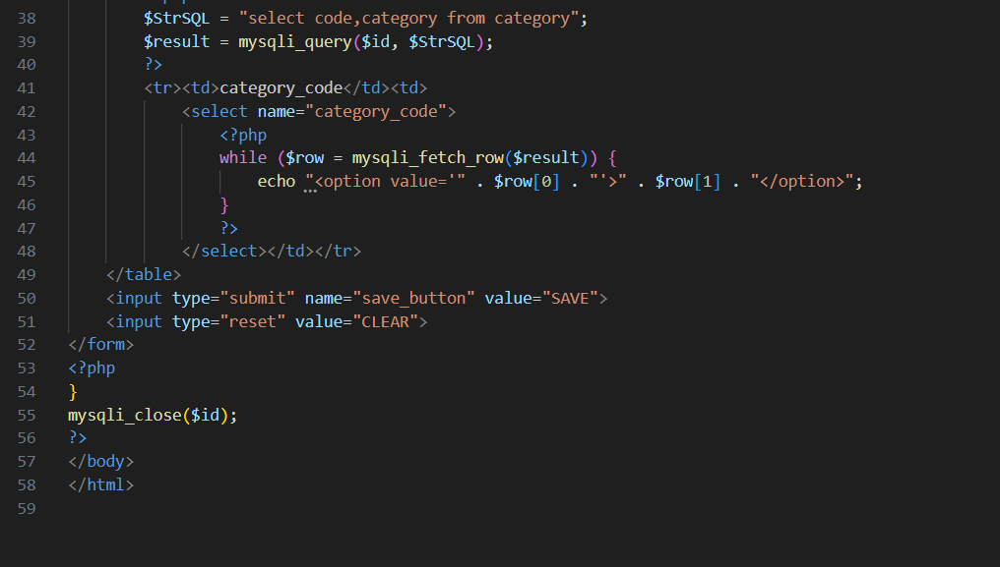 38 $StrSQL = "select code,category from category";
39 $result = mysqli_query($id, $StrSQL);
40 ?>
41 <tr><td>category_code</td><td>
42 <select name="category_code">
43 <?php
44 while ($row = mysqli_fetch_row($result)) {
45 echo "<option value='" . $row[0] . "'>" . $row[1] . "</option>";
46 }
47 ?>
48 </select></td></tr>
49 </table>
50 <input type="submit" name="save_button" value="SAVE">
51 <input type="reset" value="CLEAR">
52 </form>
53 <?php
54 }
55 mysqli_close($id);
56 ?>
57 </body>
58 </html>
59